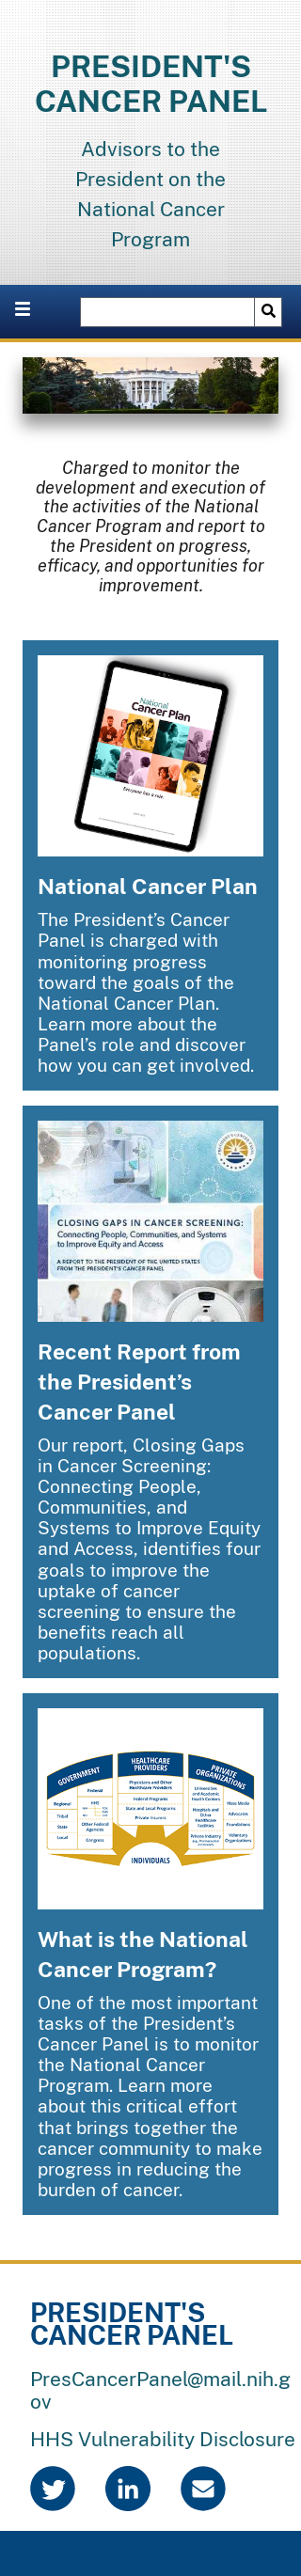 PRESIDENT'S
CANCER PANEL
Advisors to the
President on the
National Cancer
Program
Charged to monitor the
development and execution of
the activities of the National
Cancer Program and report to
the President on progress,
efficacy, and opportunities for
improvement.
National
Cancer Plan
Everyone has a role.
National Cancer Plan
The President’s Cancer
Panel is charged with
monitoring progress
toward the goals of the
National Cancer Plan.
Learn more about the
Panel’s role and discover
how you can get involved.
CLOSING GAPS IN CANCER SCREENING:
Connecting People, Communities, and Systems
to Improve Equity and Access
A REPORT TO THE PRESIDENT OF THE UNITED STATES
FROM THE PRESIDENT'S CANCER PANEL
Recent Report from
the President’s
Cancer Panel
Our report, Closing Gaps
in Cancer Screening:
Connecting People,
Communities, and
Systems to Improve Equity
and Access, identifies four
goals to improve the
uptake of cancer
screening to ensure the
benefits reach all
populations.
GOVERNMENT
Regional
Tribal
State
Local
Federal
HHS
Other Federal
Agencies
Congress
HEALTHCARE
PROVIDERS
Physicians and Other
Healthcare Providers
Federal Programs
State and Local Programs
Private Insurers
PRIVATE
ORGANIZATIONS
Universities
and Academic
Health Centers
Hospitals and
Other
Healthcare
Facilities
Private Industry
Mass Media
Advocates
Foundations
Voluntary
Organizations
INDIVIDUALS
What is the National
Cancer Program?
One of the most important
tasks of the President’s
Cancer Panel is to monitor
the National Cancer
Program. Learn more
about this critical effort
that brings together the
cancer community to make
progress in reducing the
burden of cancer.
PRESIDENT'S
CANCER PANEL
PresCancerPanel@mail.nih.g
ov
HHS Vulnerability Disclosure
in